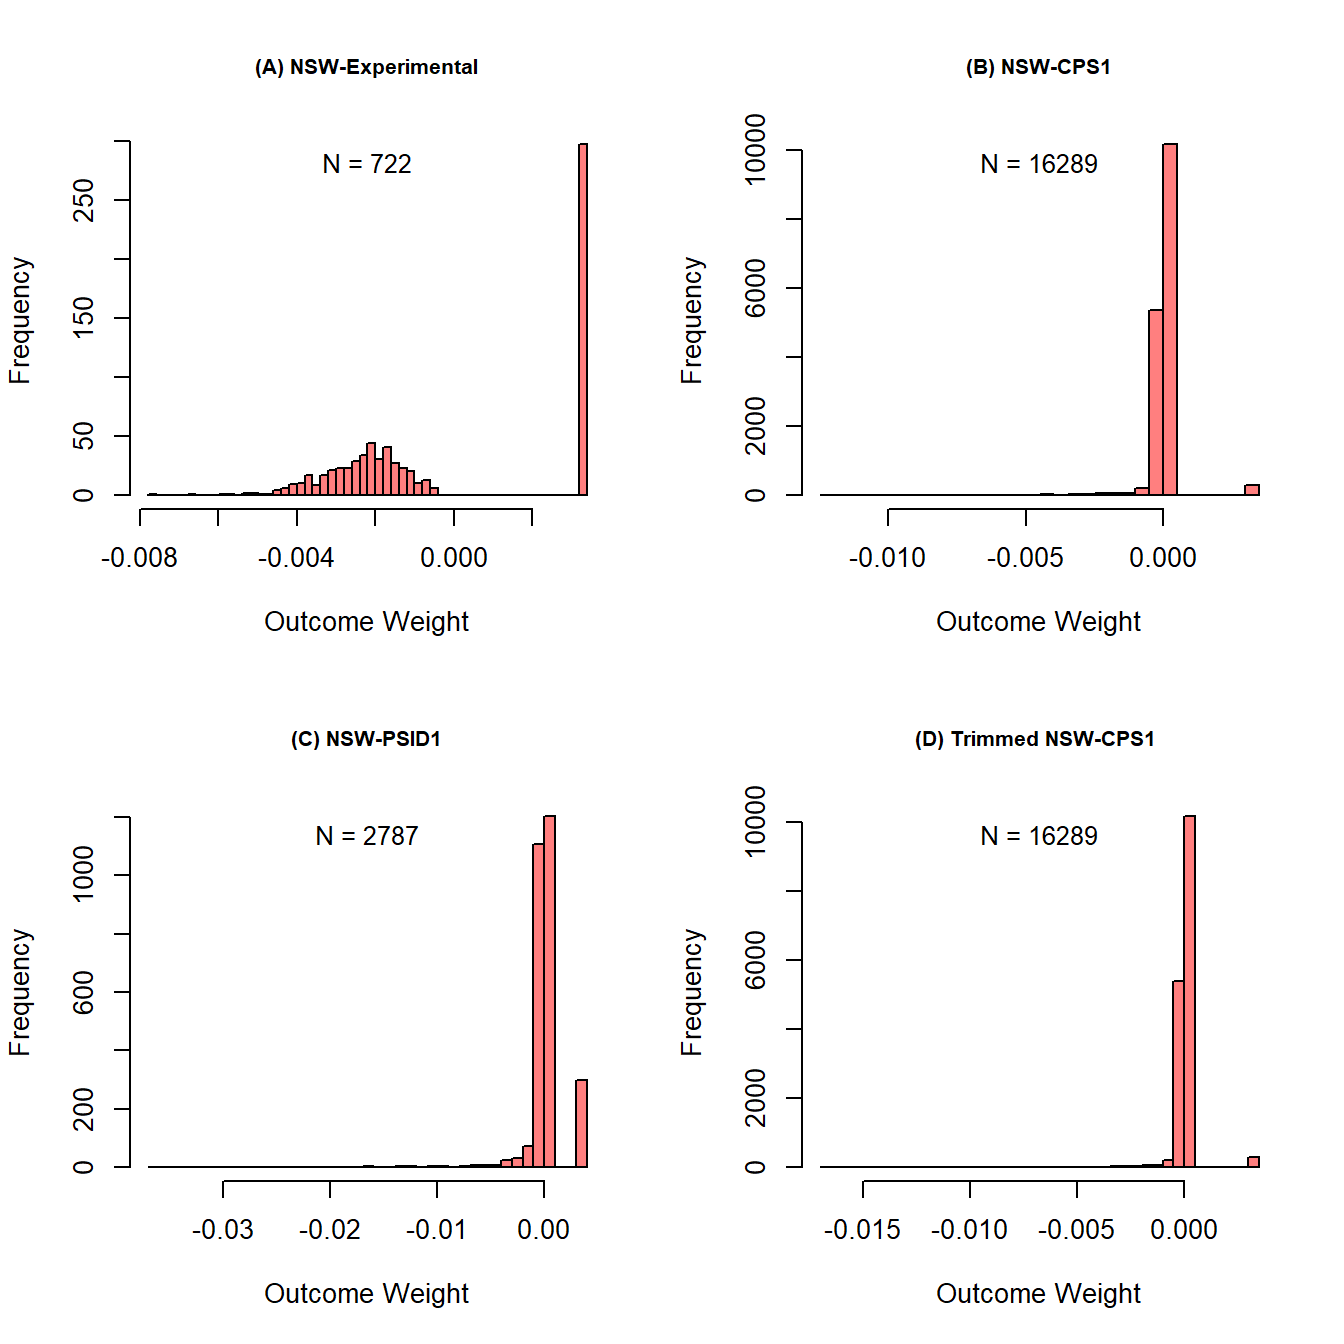 (A) NSW-Experimental
N = 722
Frequency
0
50
150
250
-0.008
-0.004
0.000
Outcome Weight
(B) NSW-CPS1
N = 16289
Frequency
0
2000
6000
10000
-0.010
-0.005
0.000
Outcome Weight
(C) NSW-PSID1
N = 2787
Frequency
0
200
600
1000
-0.03
-0.02
-0.01
0.00
Outcome Weight
(D) Trimmed NSW-CPS1
N = 16289
Frequency
0
2000
6000
10000
-0.015
-0.010
-0.005
0.000
Outcome Weight